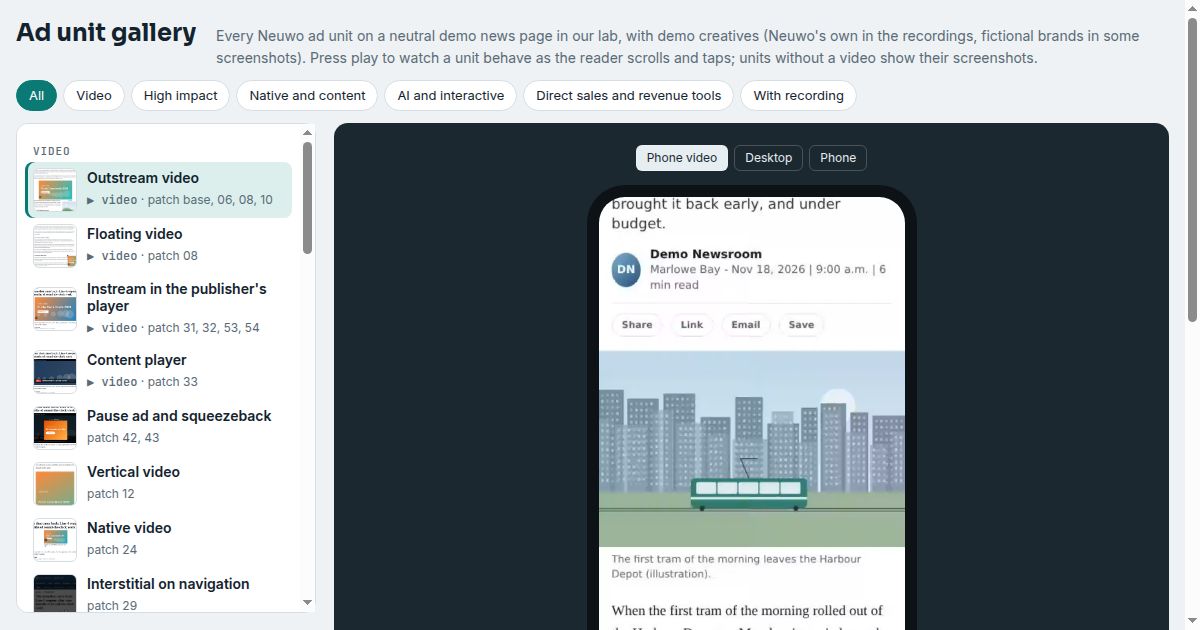 Ad unit gallery
Every Neuwo ad unit on a neutral demo news page in our lab, with demo creatives (Neuwo's own in the recordings, fictional brands in some
screenshots). Press play to watch a unit behave as the reader scrolls and taps; units without a video show their screenshots.
All
Video
High impact
Native and content
AI and interactive
Direct sales and revenue tools
With recording
VIDEO
Outstream video
▶ video · patch base, 06, 08, 10
Floating video
▶ video · patch 08
Instream in the publisher's
player
▶ video · patch 31, 32, 53, 54
Content player
▶ video · patch 33
Pause ad and squeezeback
patch 42, 43
Vertical video
patch 12
Native video
patch 24
Interstitial on navigation
patch 29
Phone video
Desktop
Phone
brought it back early, and under
budget.
DN
Demo Newsroom
Marlowe Bay - Nov 18, 2026 | 9:00 a.m. | 6
min read
Share
Link
Email
Save
The first tram of the morning leaves the Harbour
Depot (illustration).
When the first tram of the morning rolled out of